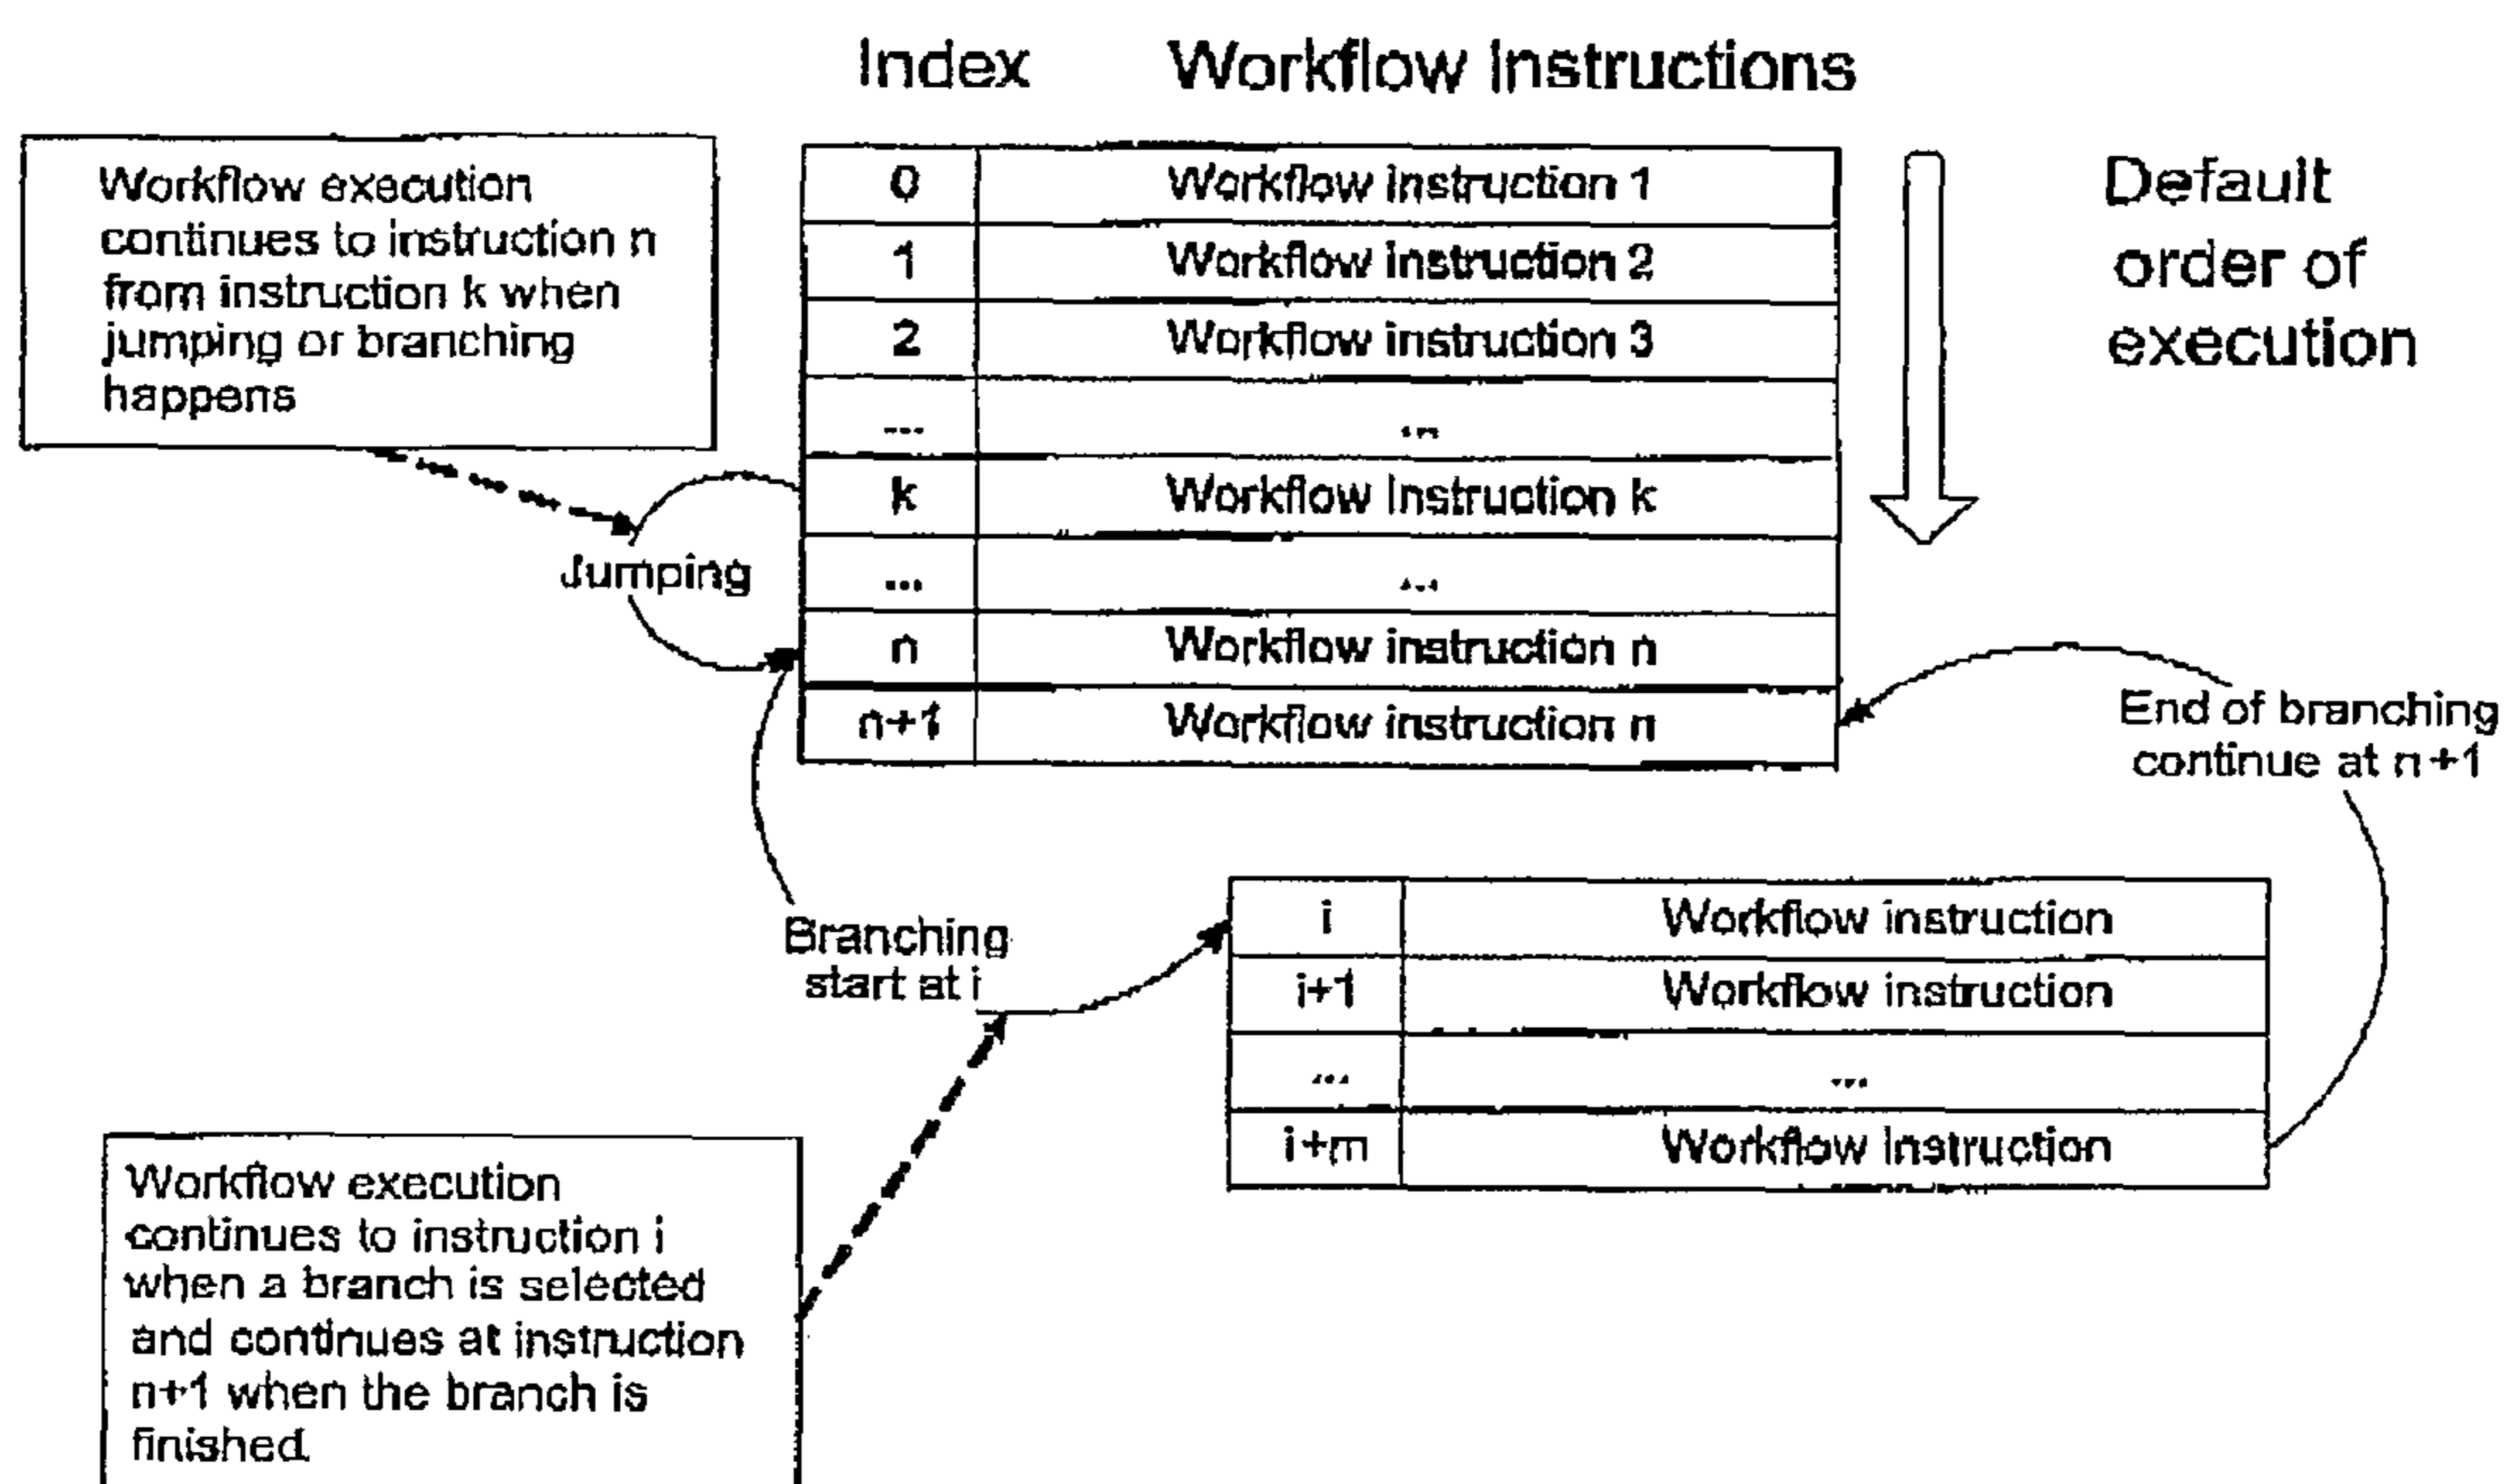 Index Workflow Instructions
Workflow execution
continues to instruction n
from instruction k when
jumping or branching
happens
0 Workflow instruction 1
1 Workflow instruction 2
2 Workflow instruction 3
... ...
k Workflow Instruction k
... ...
n Workflow instruction n
n+1 Workflow instruction n
Default
order of
execution
Jumping
End of branching
continue at n+1
Branching
start at i
i Workflow instruction
i+1 Workflow instruction
... ...
i+m Workflow Instruction
Workflow execution
continues to instruction i
when a branch is selected
and continues at instruction
n+1 when the branch is
finished